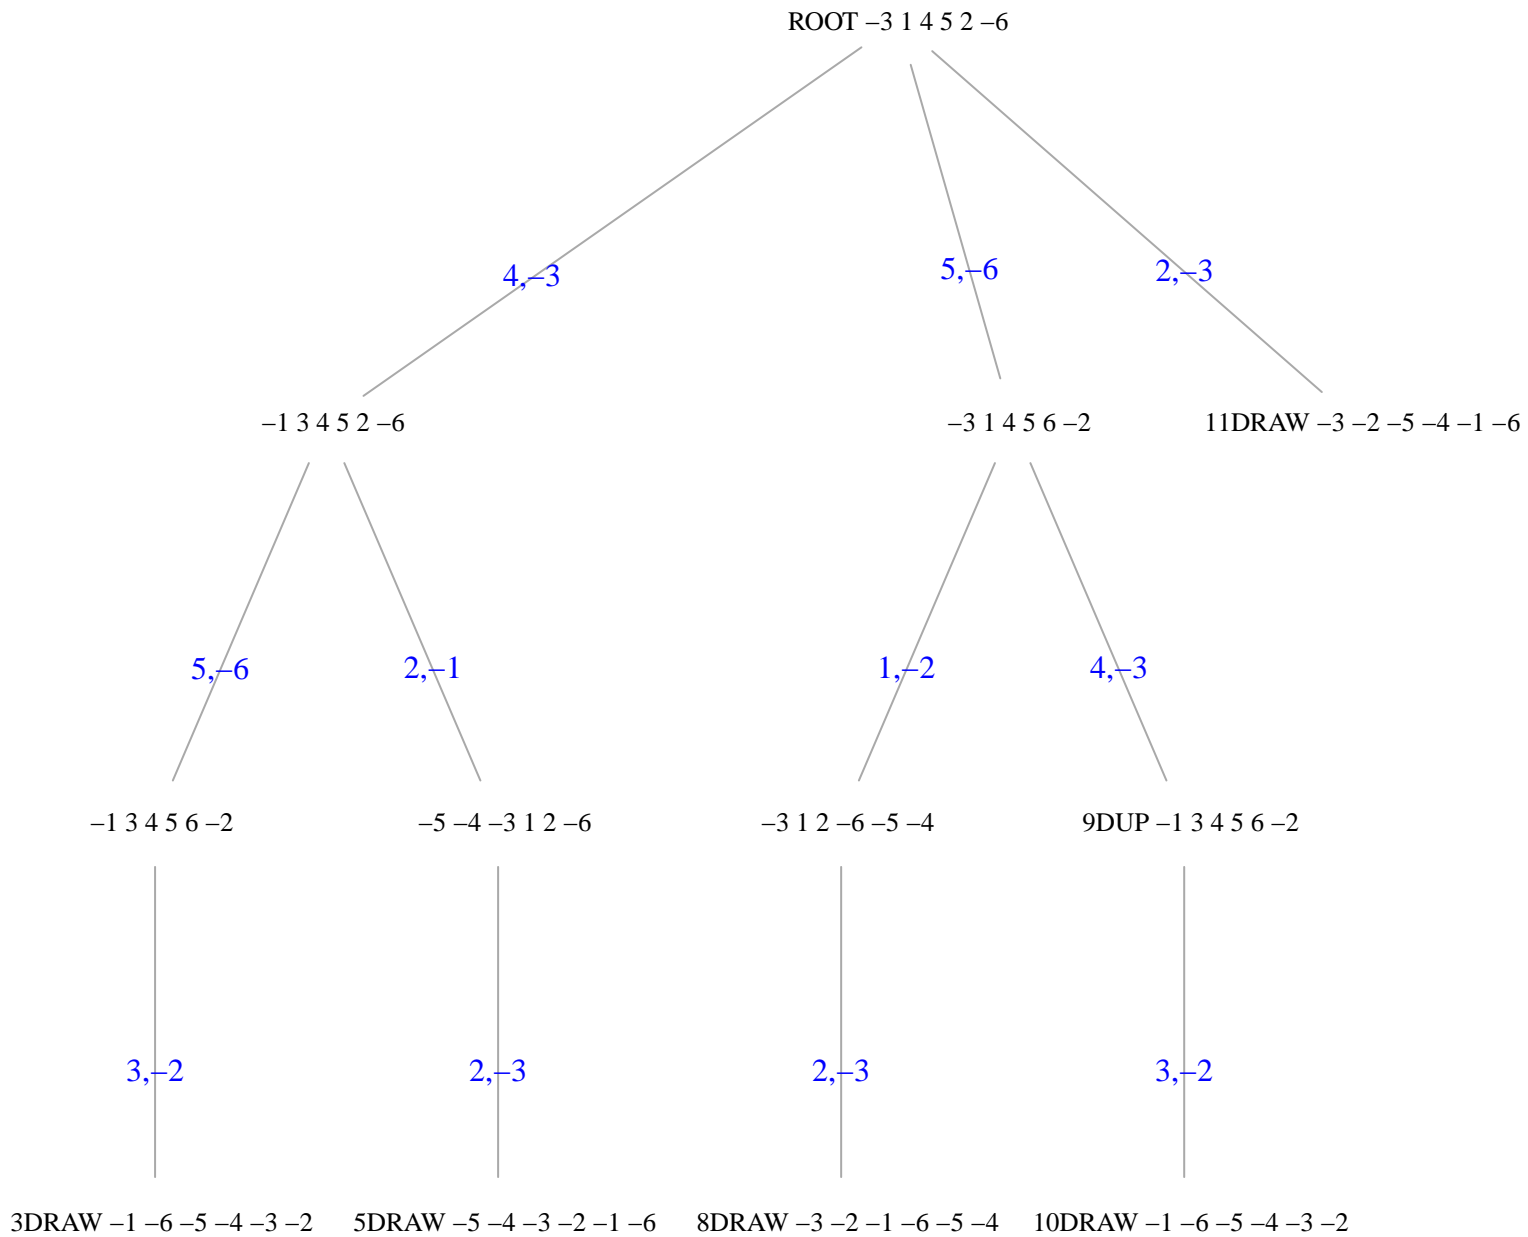 ROOT –3 1 4 5 2 –6
4,–3
5,–6
2,–3
–1 3 4 5 2 –6
–3 1 4 5 6 –2
11DRAW –3 –2 –5 –4 –1 –6
5,–6
2,–1
1,–2
4,–3
–1 3 4 5 6 –2
–5 –4 –3 1 2 –6
–3 1 2 –6 –5 –4
9DUP –1 3 4 5 6 –2
3,–2
2,–3
2,–3
3,–2
3DRAW –1 –6 –5 –4 –3 –2
5DRAW –5 –4 –3 –2 –1 –6
8DRAW –3 –2 –1 –6 –5 –4
10DRAW –1 –6 –5 –4 –3 –2